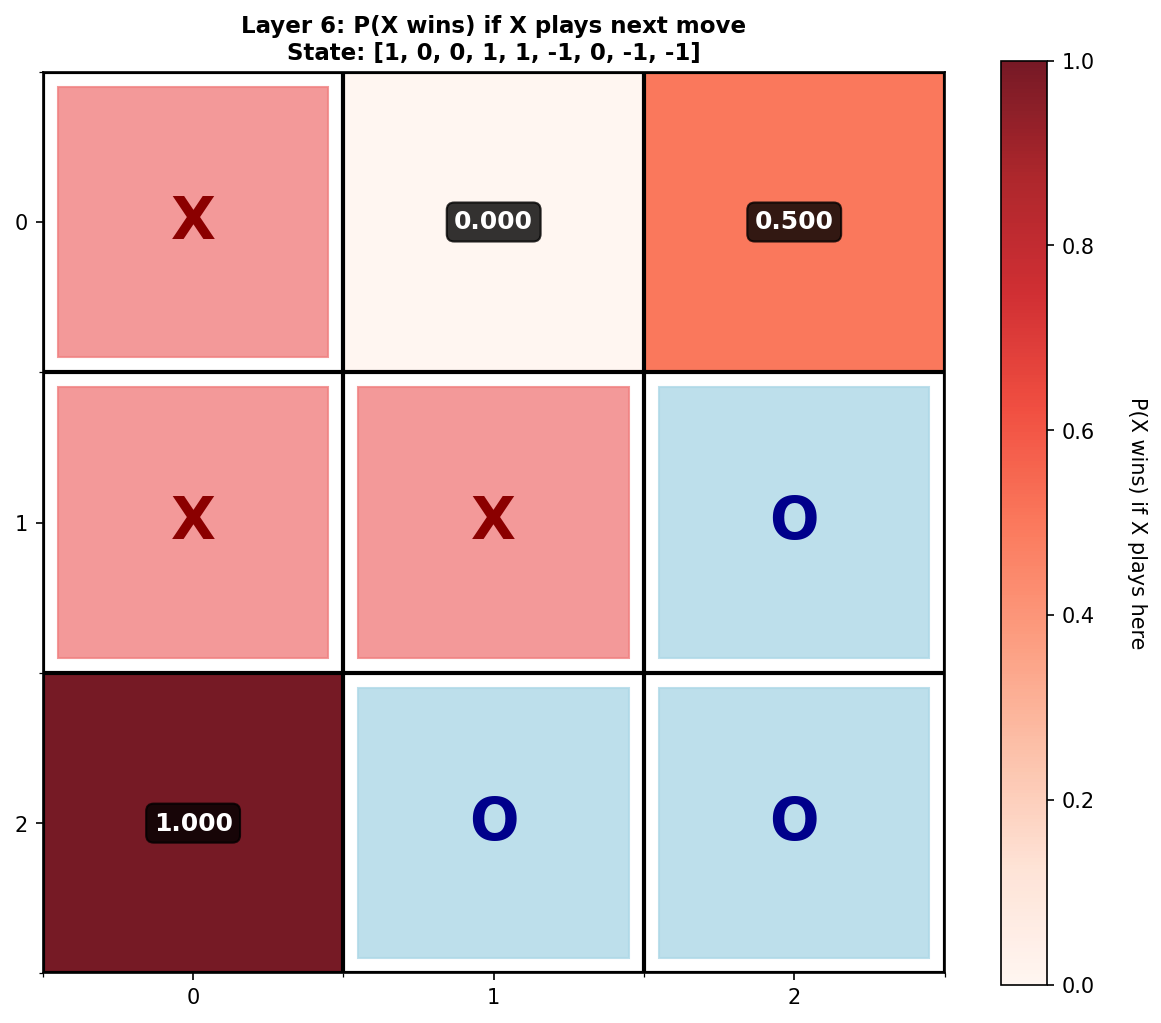 Layer 6: P(X wins) if X plays next move
State: [1, 0, 0, 1, 1, -1, 0, -1, -1]
X
0.000
0.500
X
X
O
1.000
O
O
0
1
2
0
1
2
1.0
0.8
0.6
0.4
0.2
0.0
P(X wins) if X plays here